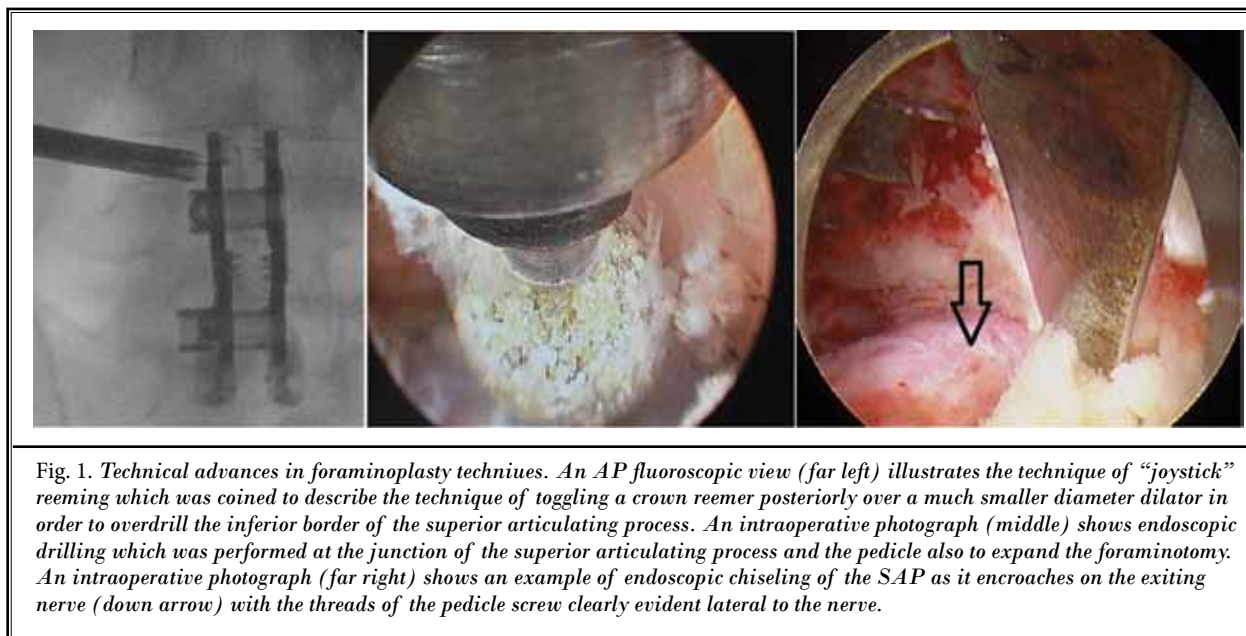 Fig. 1. Technical advances in foraminoplasty techniues. An AP fluoroscopic view (far left) illustrates the technique of “joystick”
reeming which was coined to describe the technique of toggling a crown reemer posteriorly over a much smaller diameter dilator in
order to overdrill the inferior border of the superior articulating process. An intraoperative photograph (middle) shows endoscopic
drilling which was performed at the junction of the superior articulating process and the pedicle also to expand the foraminotomy.
An intraoperative photograph (far right) shows an example of endoscopic chiseling of the SAP as it encroaches on the exiting
nerve (down arrow) with the threads of the pedicle screw clearly evident lateral to the nerve.